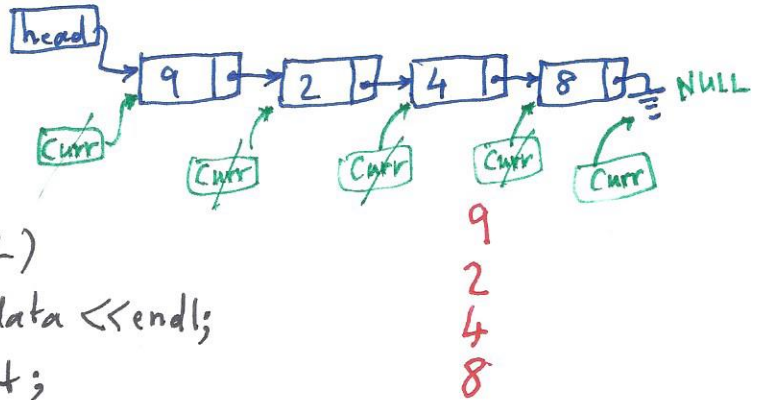 head
9 2 4 8 NULL
Curr Curr Curr Curr Curr
9
L)
2
data <<endl;
4
t;
8